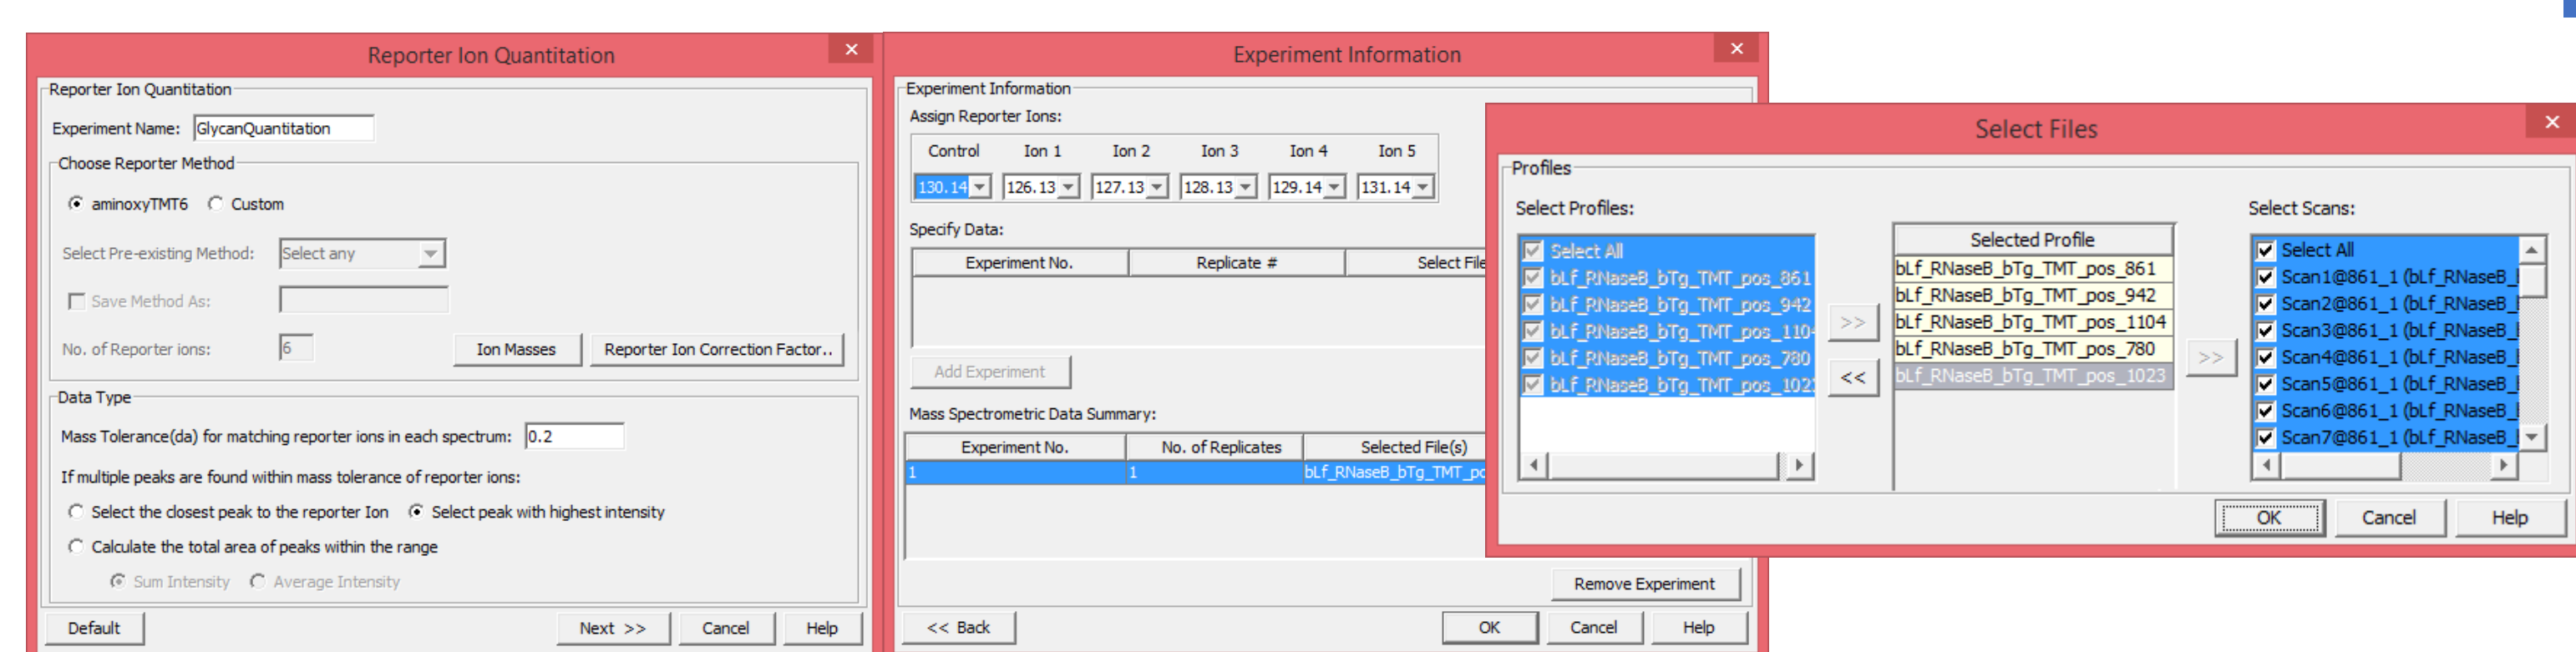 Reporter Ion Quantitation
Reporter Ion Quantitation
Experiment Name: GlycanQuantitation
Choose Reporter Method
aminoxyTMT6 Custom
Select Pre-existing Method: Select any
Save Method As:
No. of Reporter ions: 6 Ion Masses Reporter Ion Correction Factor..
Data Type
Mass Tolerance(da) for matching reporter ions in each spectrum: 0.2
If multiple peaks are found within mass tolerance of reporter ions:
Select the closest peak to the reporter Ion Select peak with highest intensity
Calculate the total area of peaks within the range
Sum Intensity Average Intensity
Default Next >> Cancel Help
Experiment Information
Experiment Information
Assign Reporter Ions:
Control Ion 1 Ion 2 Ion 3 Ion 4 Ion 5
130.14 126.13 127.13 128.13 129.14 131.14
Specify Data:
Experiment No. Replicate # Select File
Add Experiment
Mass Spectrometric Data Summary:
Experiment No. No. of Replicates Selected File(s)
1 1 bLf_RNaseB_bTg_TMT_po
Remove Experiment
<< Back OK Cancel Help
Select Files
Profiles
Select Profiles:
Select All
bLf_RNaseB_bTg_TMT_pos_861
bLf_RNaseB_bTg_TMT_pos_942
bLf_RNaseB_bTg_TMT_pos_110
bLf_RNaseB_bTg_TMT_pos_780
bLf_RNaseB_bTg_TMT_pos_102
>>
<<
Selected Profile
bLf_RNaseB_bTg_TMT_pos_861
bLf_RNaseB_bTg_TMT_pos_942
bLf_RNaseB_bTg_TMT_pos_1104
bLf_RNaseB_bTg_TMT_pos_780
bLf_RNaseB_bTg_TMT_pos_1023
>>
Select Scans:
Select All
Scan1@861_1 (bLf_RNaseB_
Scan2@861_1 (bLf_RNaseB_
Scan3@861_1 (bLf_RNaseB_
Scan4@861_1 (bLf_RNaseB_
Scan5@861_1 (bLf_RNaseB_
Scan6@861_1 (bLf_RNaseB_
Scan7@861_1 (bLf_RNaseB_
OK Cancel Help